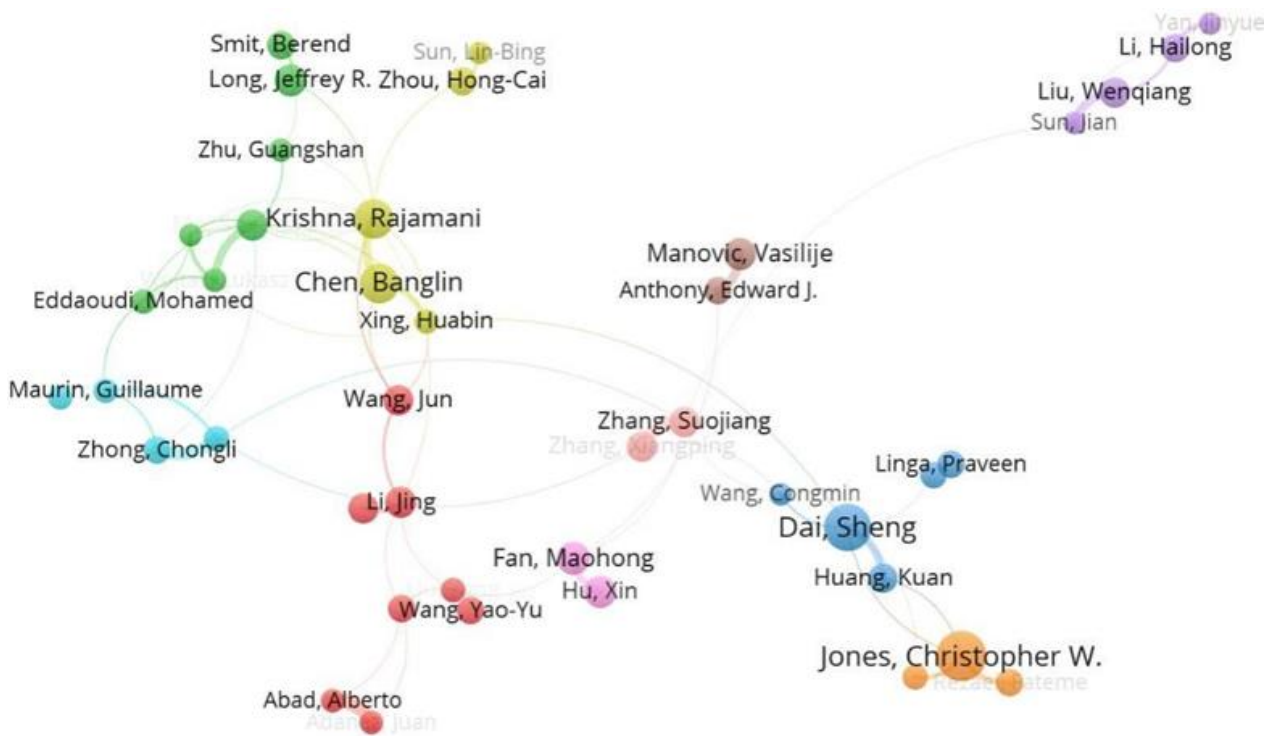 Yan, Jinyue
Smit, Berend
Li, Hailong
Sun, Lin-Bing
Long, Jeffrey R.
Zhou, Hong-Cai
Liu, Wenqiang
Sun, Jian
Zhu, Guangshan
Krishna, Rajamani
Manovic, Vasilije
Chen, Banglin
Anthony, Edward J.
Eddaoudi, Mohamed
Xing, Huabin
Maurin, Guillaume
Wang, Jun
Zhang, Suojiang
Zhang, Xiangping
Zhong, Chongli
Linga, Praveen
Wang, Congmin
Li, Jing
Dai, Sheng
Fan, Maohong
Huang, Kuan
Hu, Xin
Wang, Yao-Yu
Jones, Christopher W.
Rezaei, Fateme
Abad, Alberto
Juan